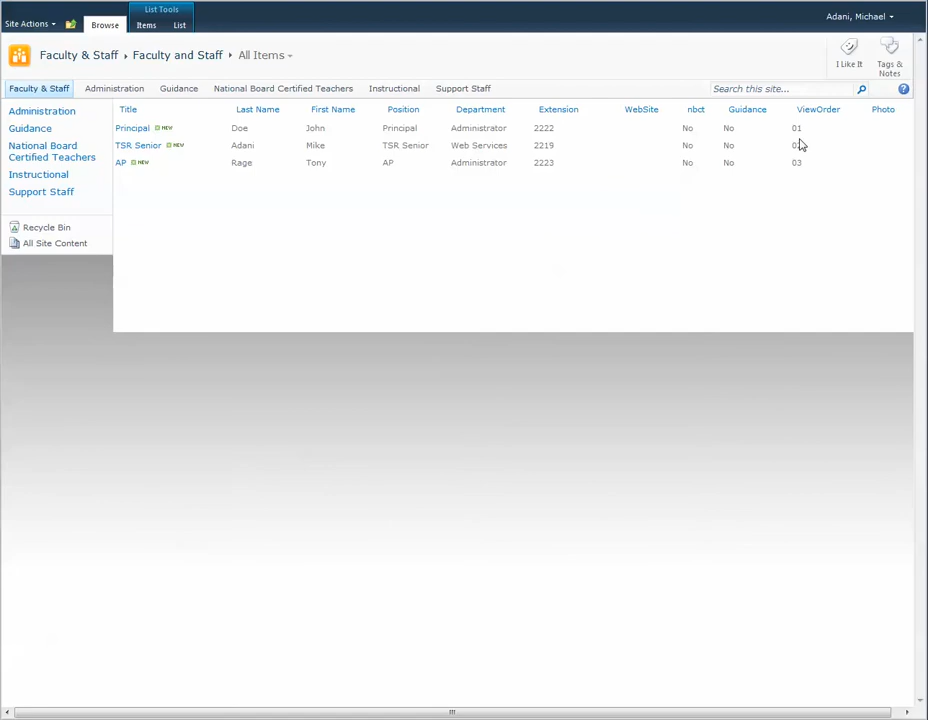 List Tools
Site Actions Browse Items List Adani, Michael
Faculty & Staff Faculty and Staff All Items
I Like It Tags & Notes
Faculty & Staff Administration Guidance National Board Certified Teachers Instructional Support Staff Search this site...
Administration
Guidance
National Board
Certified Teachers
Instructional
Support Staff
Recycle Bin
All Site Content
Title Last Name First Name Position Department Extension WebSite nbct Guidance ViewOrder Photo
Principal NEW Doe John Principal Administrator 2222 No No 01
TSR Senior NEW Adani Mike TSR Senior Web Services 2219 No No
AP NEW Rage Tony AP Administrator 2223 No No 03